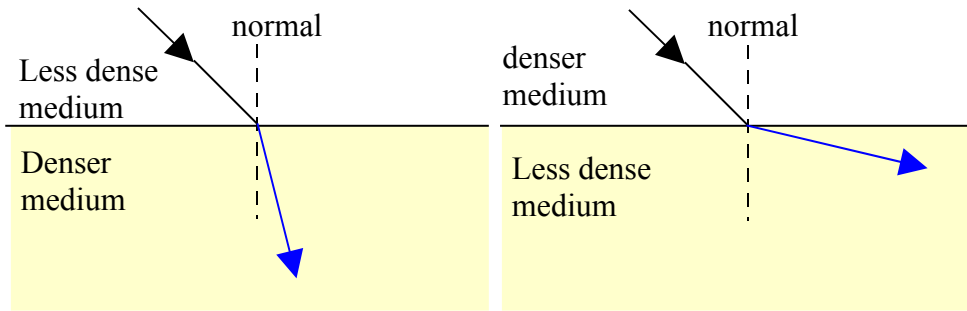 normal
Less dense
medium
Denser
medium
normal
denser
medium
Less dense
medium